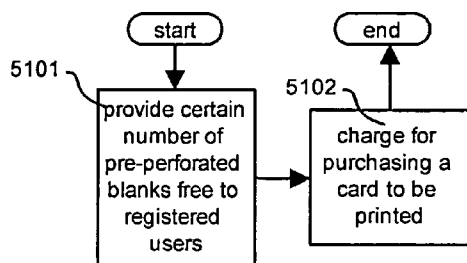 start
end
5101
5102
provide certain
number of
pre-perforated
blanks free to
registered
users
charge for
purchasing a
card to be
printed